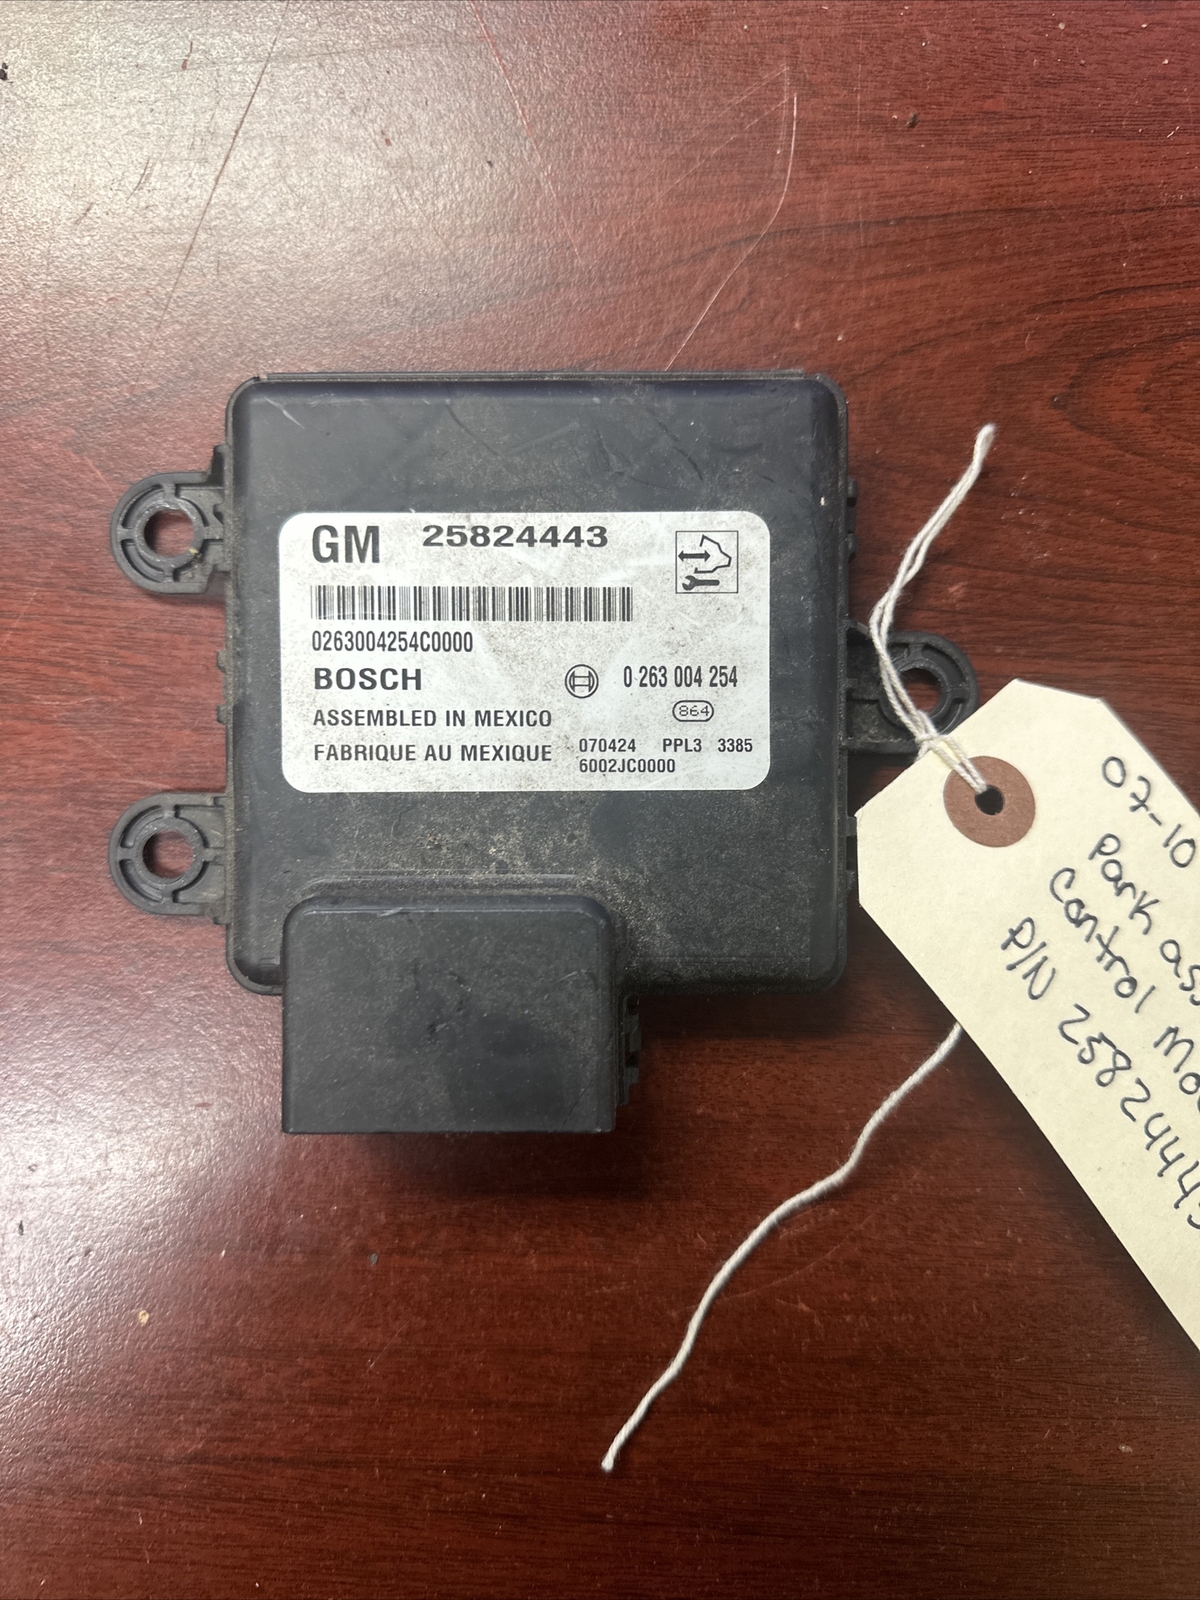 GM 25824443
0263004254C0000
BOSCH 0 263 004 254
ASSEMBLED IN MEXICO 864
FABRIQUE AU MEXIQUE 070424 PPL3 3385
6002JC0000
07-10
Park
Control
P/N 2582444